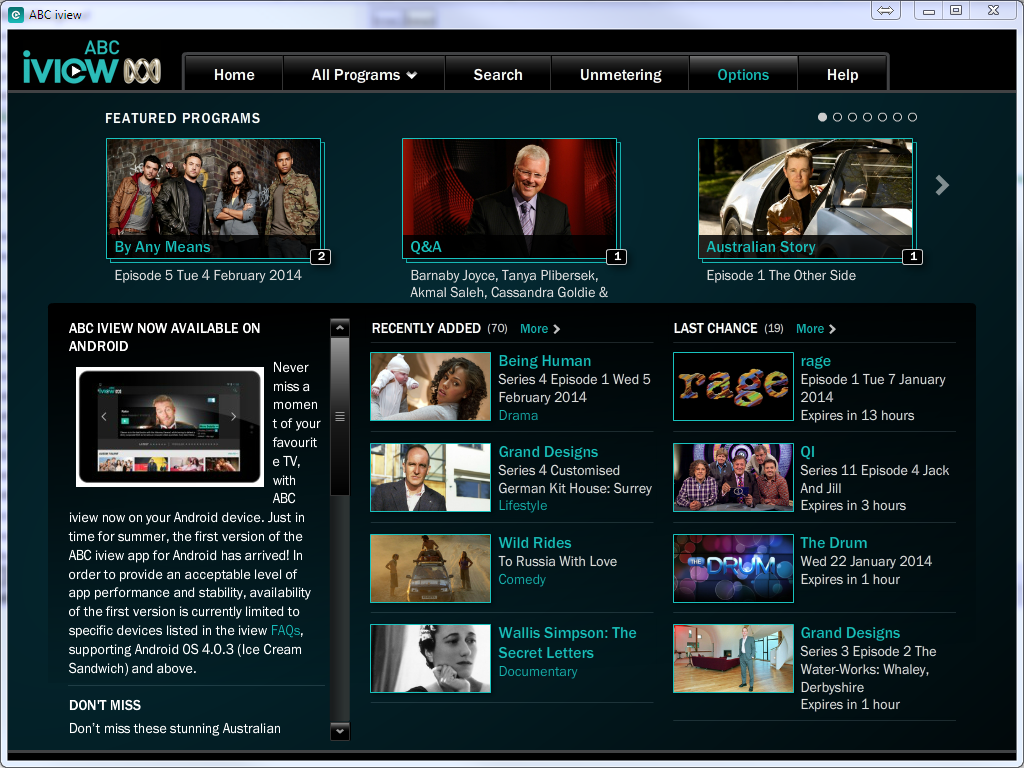 ABC iview
ABC
iview
Home
All Programs
Search
Unmetering
Options
Help
FEATURED PROGRAMS
By Any Means
2
Episode 5 Tue 4 February 2014
Q&A
1
Barnaby Joyce, Tanya Plibersek,
Akmal Saleh, Cassandra Goldie &
Australian Story
1
Episode 1 The Other Side
ABC IVIEW NOW AVAILABLE ON
ANDROID
Never
miss a
momen
t of your
favourit
e TV,
with
ABC
iview now on your Android device. Just in
time for summer, the first version of the
ABC iview app for Android has arrived! In
order to provide an acceptable level of
app performance and stability, availability
of the first version is currently limited to
specific devices listed in the iview FAQs,
supporting Android OS 4.0.3 (Ice Cream
Sandwich) and above.
DON'T MISS
Don't miss these stunning Australian
RECENTLY ADDED (70) More
Being Human
Series 4 Episode 1 Wed 5
February 2014
Drama
Grand Designs
Series 4 Customised
German Kit House: Surrey
Lifestyle
Wild Rides
To Russia With Love
Comedy
Wallis Simpson: The
Secret Letters
Documentary
LAST CHANCE (19) More
rage
rage
Episode 1 Tue 7 January
2014
Expires in 13 hours
QI
Series 11 Episode 4 Jack
And Jill
Expires in 3 hours
THE DRUM
The Drum
Wed 22 January 2014
Expires in 1 hour
Grand Designs
Series 3 Episode 2 The
Water-Works: Whaley,
Derbyshire
Expires in 1 hour